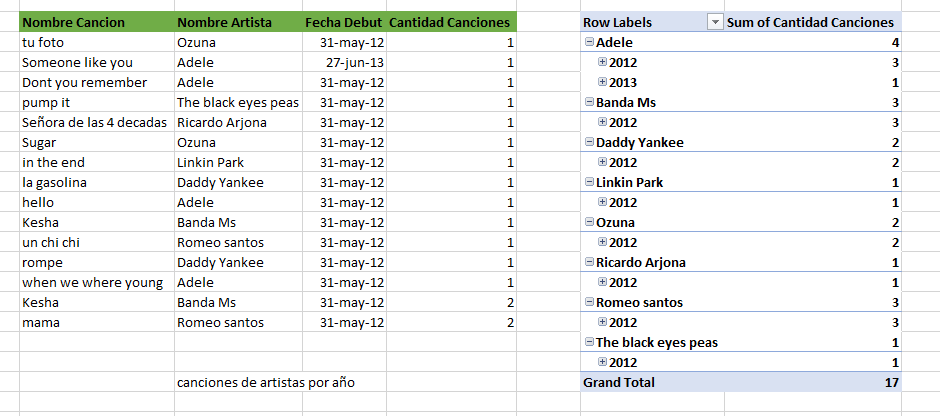 Nombre Cancion Nombre Artista Fecha Debut Cantidad Canciones
tu foto Ozuna 31-may-12 1
Someone like you Adele 27-jun-13 1
Dont you remember Adele 31-may-12 1
pump it The black eyes peas 31-may-12 1
Señora de las 4 decadas Ricardo Arjona 31-may-12 1
Sugar Ozuna 31-may-12 1
in the end Linkin Park 31-may-12 1
la gasolina Daddy Yankee 31-may-12 1
hello Adele 31-may-12 1
Kesha Banda Ms 31-may-12 1
un chi chi Romeo santos 31-may-12 1
rompe Daddy Yankee 31-may-12 1
when we where young Adele 31-may-12 1
Kesha Banda Ms 31-may-12 2
mama Romeo santos 31-may-12 2
canciones de artistas por año
Row Labels Sum of Cantidad Canciones
Adele 4
2012 3
2013 1
Banda Ms 3
2012 3
Daddy Yankee 2
2012 2
Linkin Park 1
2012 1
Ozuna 2
2012 2
Ricardo Arjona 1
2012 1
Romeo santos 3
2012 3
The black eyes peas 1
2012 1
Grand Total 17